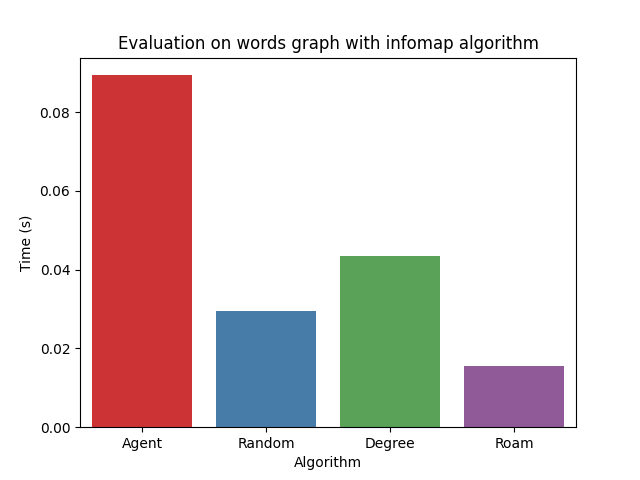 Evaluation on words graph with infomap algorithm
Time (s)
0.08
0.06
0.04
0.02
0.00
Agent Random Degree Roam
Algorithm